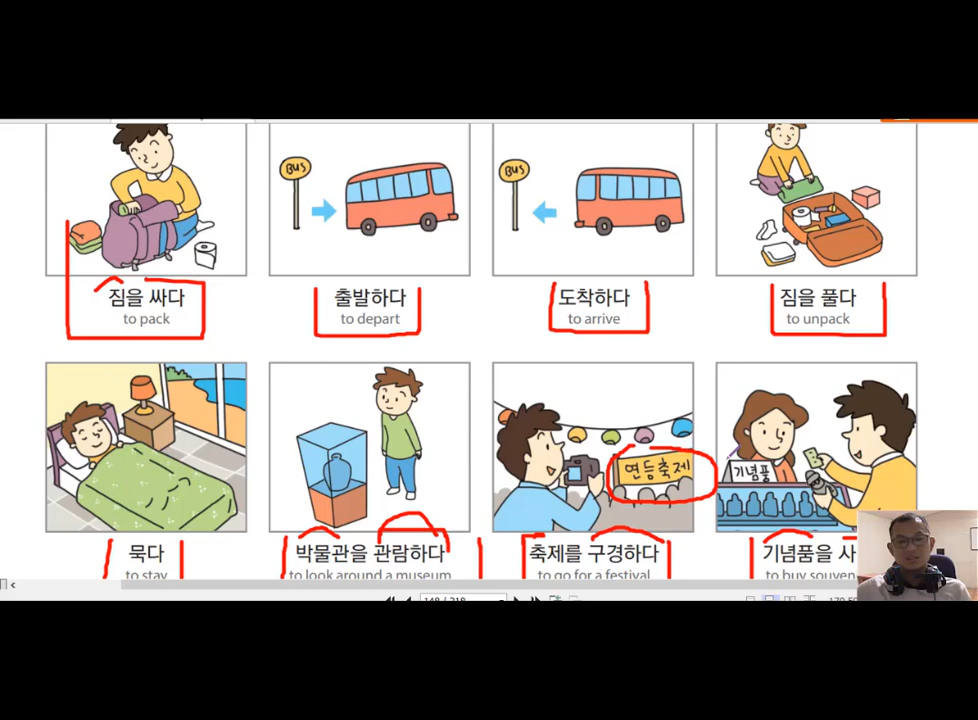 BUS
BUS
짐을 싸다
to pack
출발하다
to depart
도착하다
to arrive
짐을 풀다
to unpack
연등축제
기념품
묵다
to stay
박물관을 관람하다
to look around a museum
축제를 구경하다
to go for a festival
기념품을 사
to buy souven
148 / 218